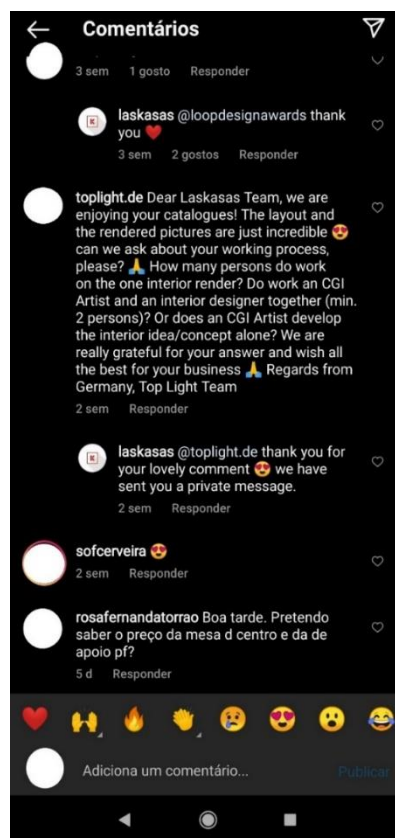 Comentários
3 sem 1 gosto Responder
laskasas @loopdesignawards thank
you ❤️
3 sem 2 gostos Responder
toplight.de Dear Laskasas Team, we are
enjoying your catalogues! The layout and
the rendered pictures are just incredible 😍
can we ask about your working process,
please? 🙏 How many persons do work
on the one interior render? Do work an CGI
Artist and an interior designer together (min.
2 persons)? Or does an CGI Artist develop
the interior idea/concept alone? We are
really grateful for your answer and wish all
the best for your business 🙏 Regards from
Germany, Top Light Team
2 sem Responder
laskasas @toplight.de thank you for
your lovely comment 😍 we have
sent you a private message.
2 sem Responder
sofcerveira 😍
2 sem Responder
rosafernandatorrao Boa tarde. Pretendo
saber o preço da mesa d centro e da de
apoio pf?
5 d Responder
❤️ 🙌 🔥 👏 😢 😍 😮 😂
Adiciona um comentário... Publicar